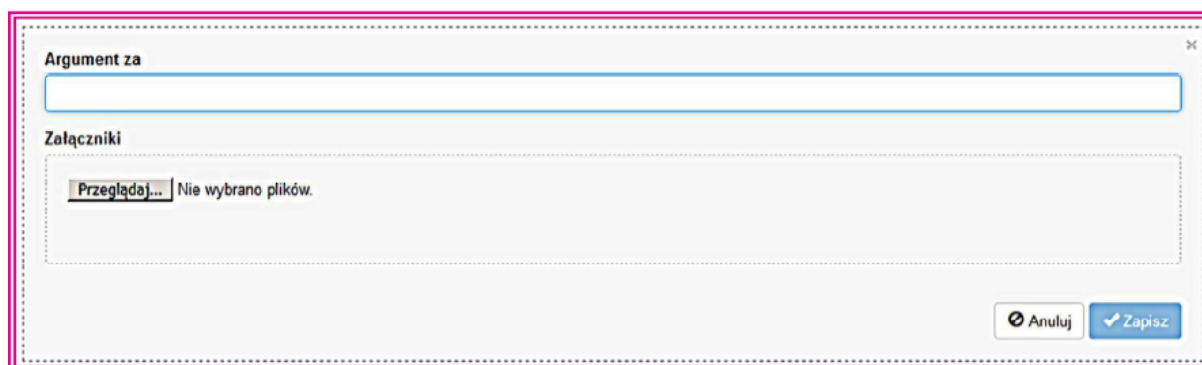 Argument za
Załączniki
Przeglądaj... Nie wybrano plików.
Anuluj Zapisz